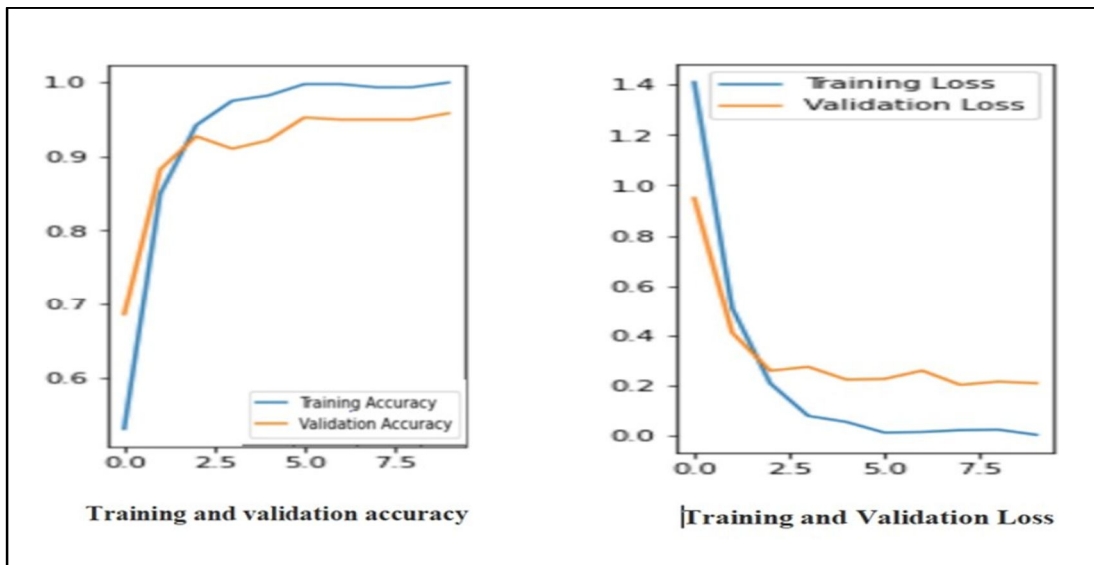 1.0
0.9
0.8
0.7
0.6
Training Accuracy
Validation Accuracy
0.0 2.5 5.0 7.5
Training and validation accuracy
Training Loss
Validation Loss
1.4
1.2
1.0
0.8
0.6
0.4
0.2
0.0
0.0 2.5 5.0 7.5
Training and Validation Loss